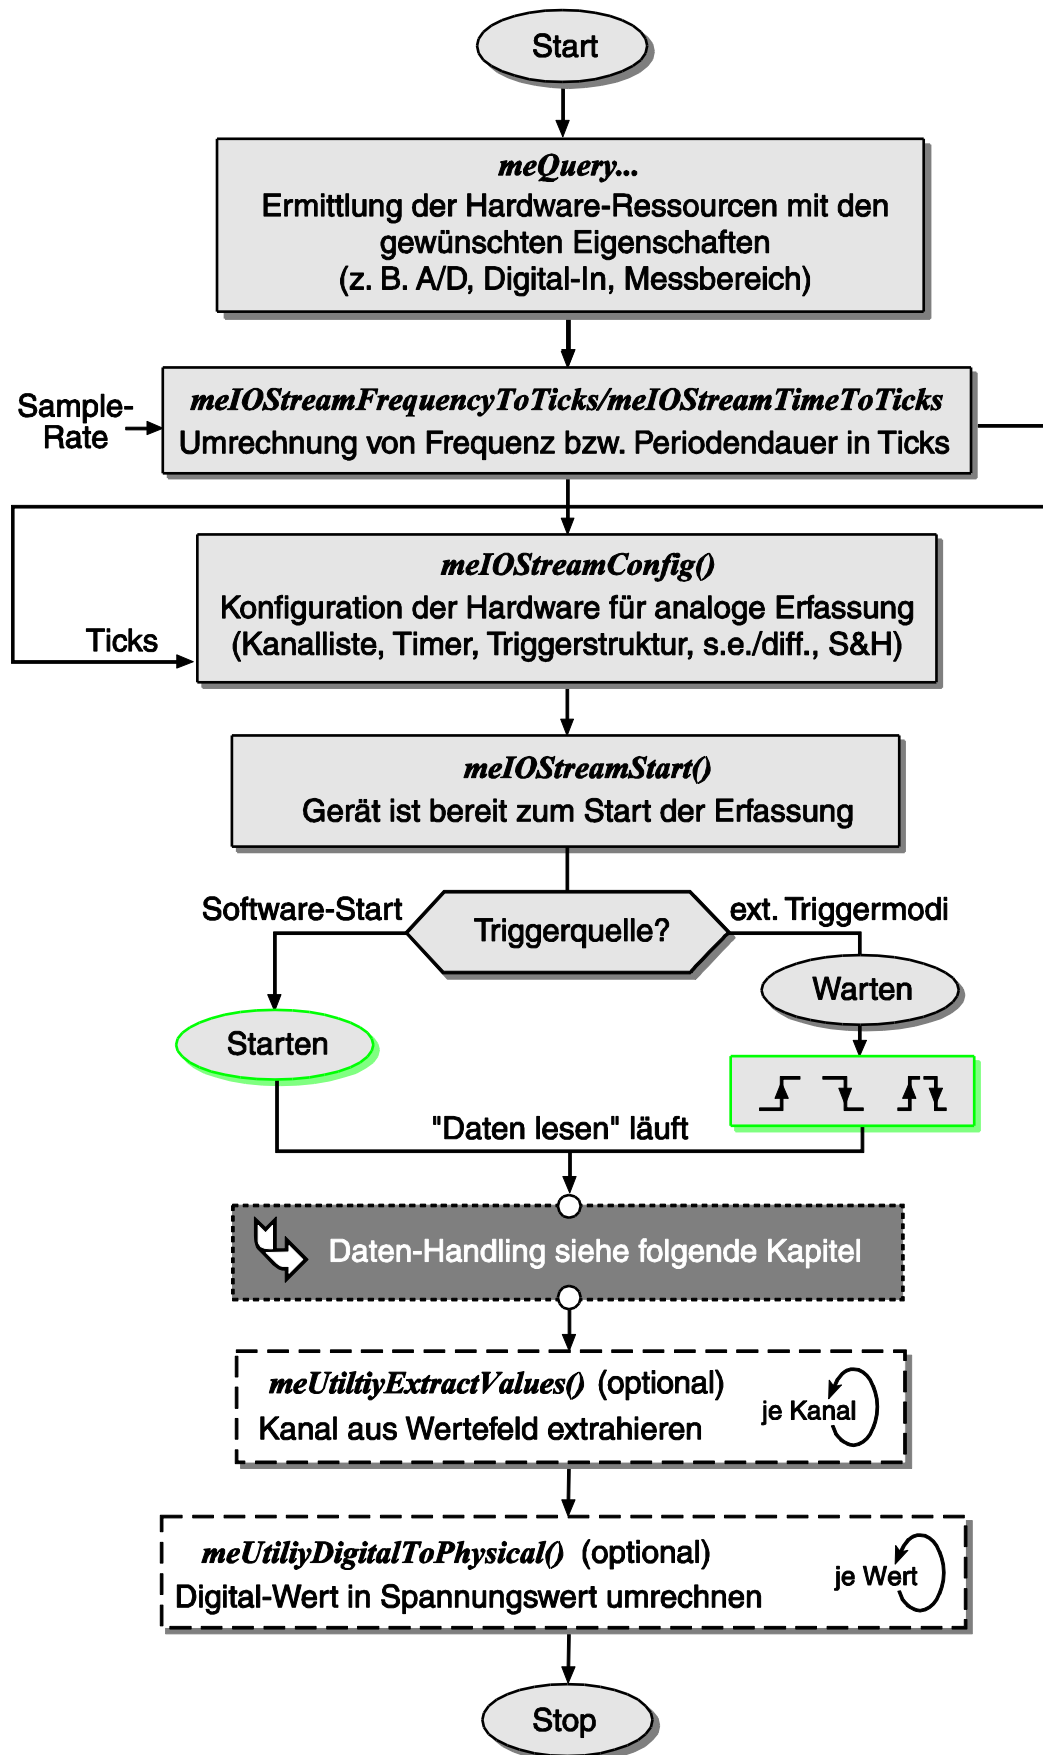 Start
meQuery...
Ermittlung der Hardware-Ressourcen mit den
gewünschten Eigenschaften
(z. B. A/D, Digital-In, Messbereich)
Sample-
Rate
meIOStreamFrequencyToTicks/meIOStreamTimeToTicks
Umrechnung von Frequenz bzw. Periodendauer in Ticks
meIOStreamConfig()
Konfiguration der Hardware für analoge Erfassung
(Kanalliste, Timer, Triggerstruktur, s.e./diff., S&H)
Ticks
meIOStreamStart()
Gerät ist bereit zum Start der Erfassung
Software-Start
Triggerquelle?
ext. Triggermodi
Warten
Starten
"Daten lesen" läuft
Daten-Handling siehe folgende Kapitel
meUtiltiyExtractValues() (optional)
Kanal aus Wertefeld extrahieren
je Kanal
meUtiliyDigitalToPhysical() (optional)
Digital-Wert in Spannungswert umrechnen
je Wert
Stop